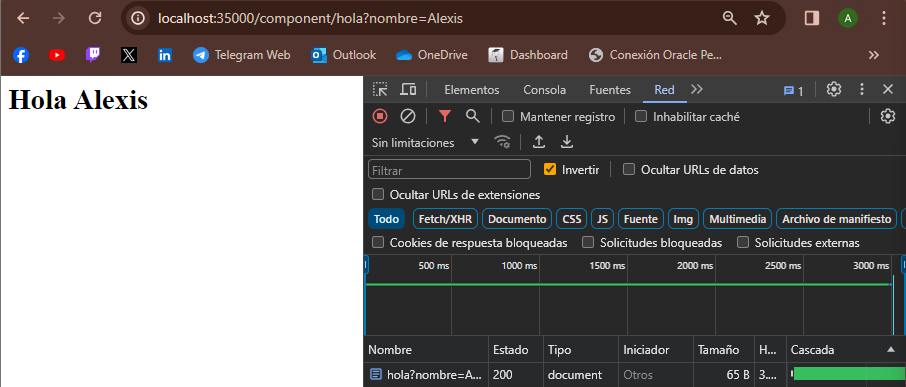 localhost:35000/component/hola?nombre=Alexis
A
Telegram Web Outlook OneDrive Dashboard Conexión Oracle Pe...
Hola Alexis
Elementos Consola Fuentes Red 1
Mantener registro Inhabilitar caché
Sin limitaciones
Filtrar Invertir Ocultar URLs de datos
Ocultar URLs de extensiones
Todo Fetch/XHR Documento CSS JS Fuente Img Multimedia Archivo de manifiesto
Cookies de respuesta bloqueadas Solicitudes bloqueadas Solicitudes externas
500 ms 1000 ms 1500 ms 2000 ms 2500 ms 3000 ms
Nombre Estado Tipo Iniciador Tamaño H... Cascada
hola?nombre=A... 200 document Otros 65 B 3....